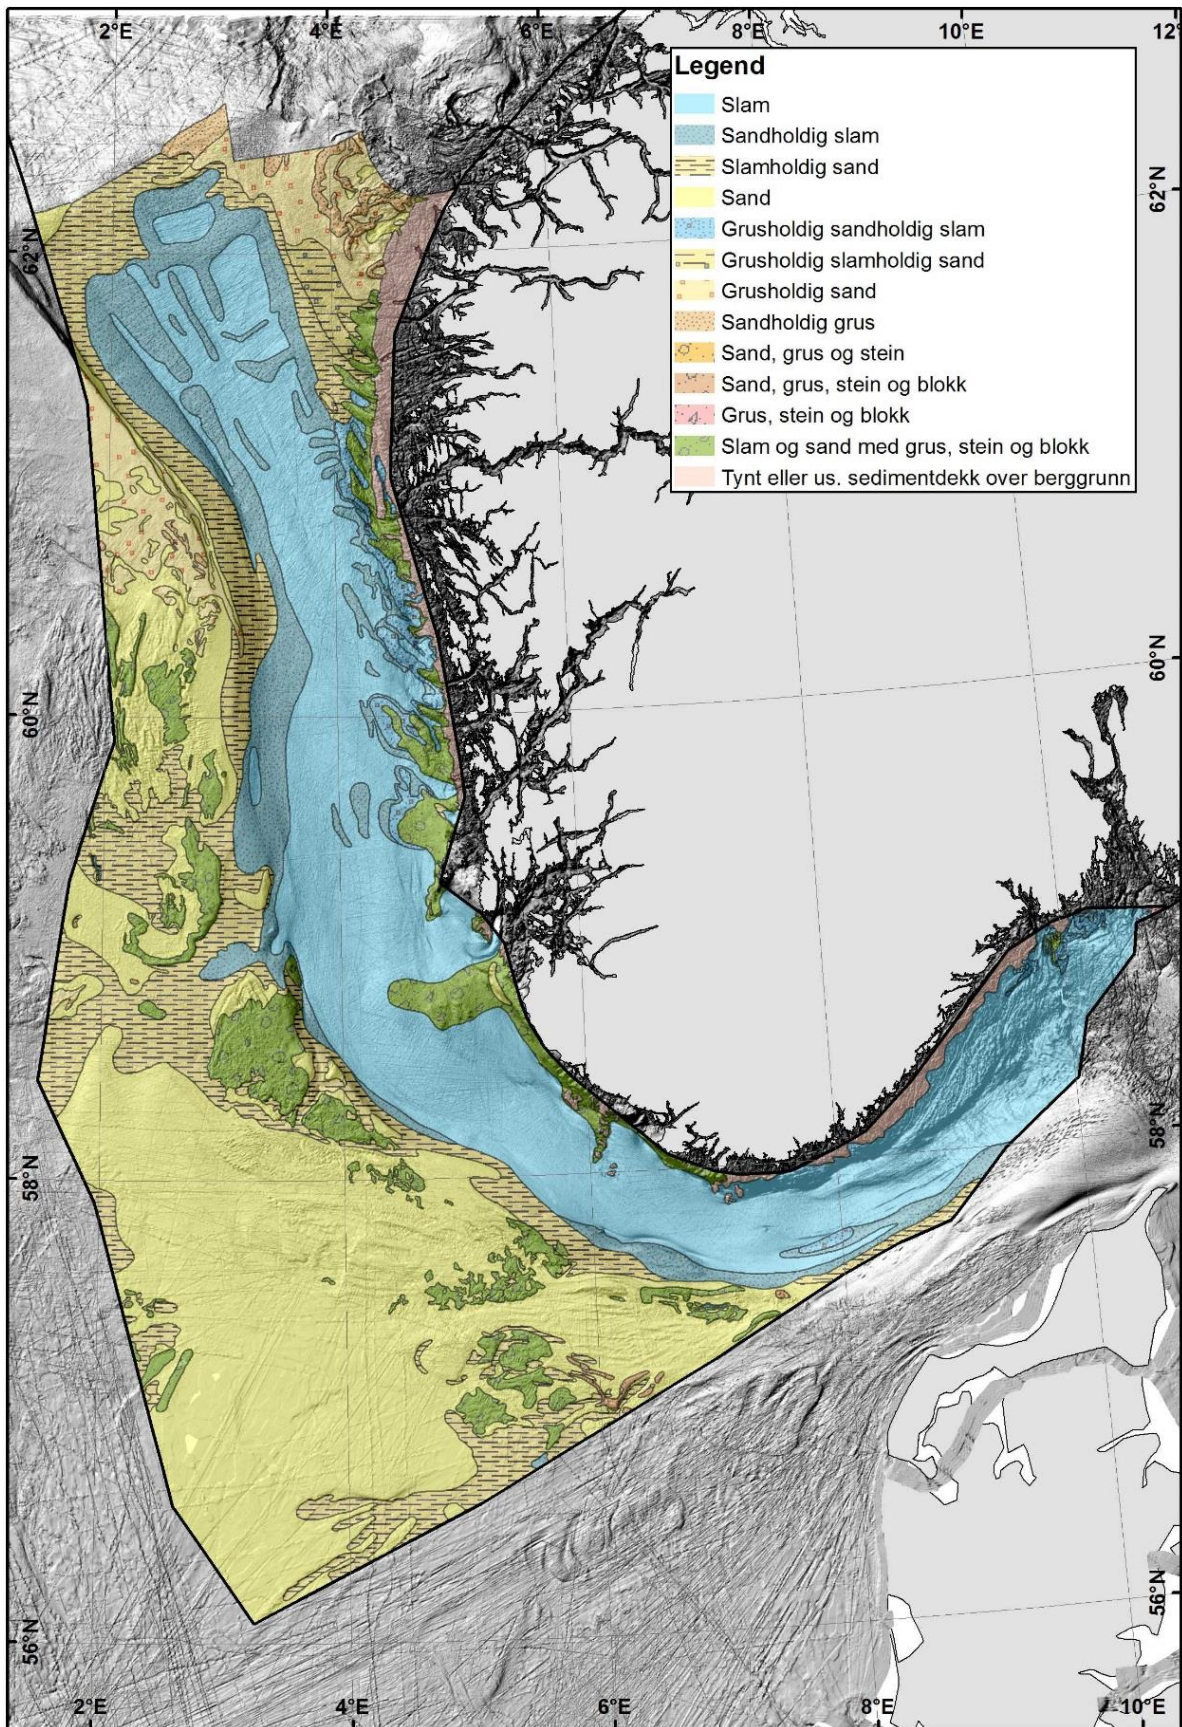 2°E 4°E 6°E 8°E 10°E 12°
Legend
Slam
Sandholdig slam
Slamholdig sand
Sand
Grusholdig sandholdig slam
Grusholdig slamholdig sand
Grusholdig sand
Sandholdig grus
Sand, grus og stein
Sand, grus, stein og blokk
Grus, stein og blokk
Slam og sand med grus, stein og blokk
Tynt eller us. sedimentdekk over berggrunn
62°N
62°N
60°N
60°N
58°N
58°N
56°N
56°N
2°E 4°E 6°E 8°E 10°E